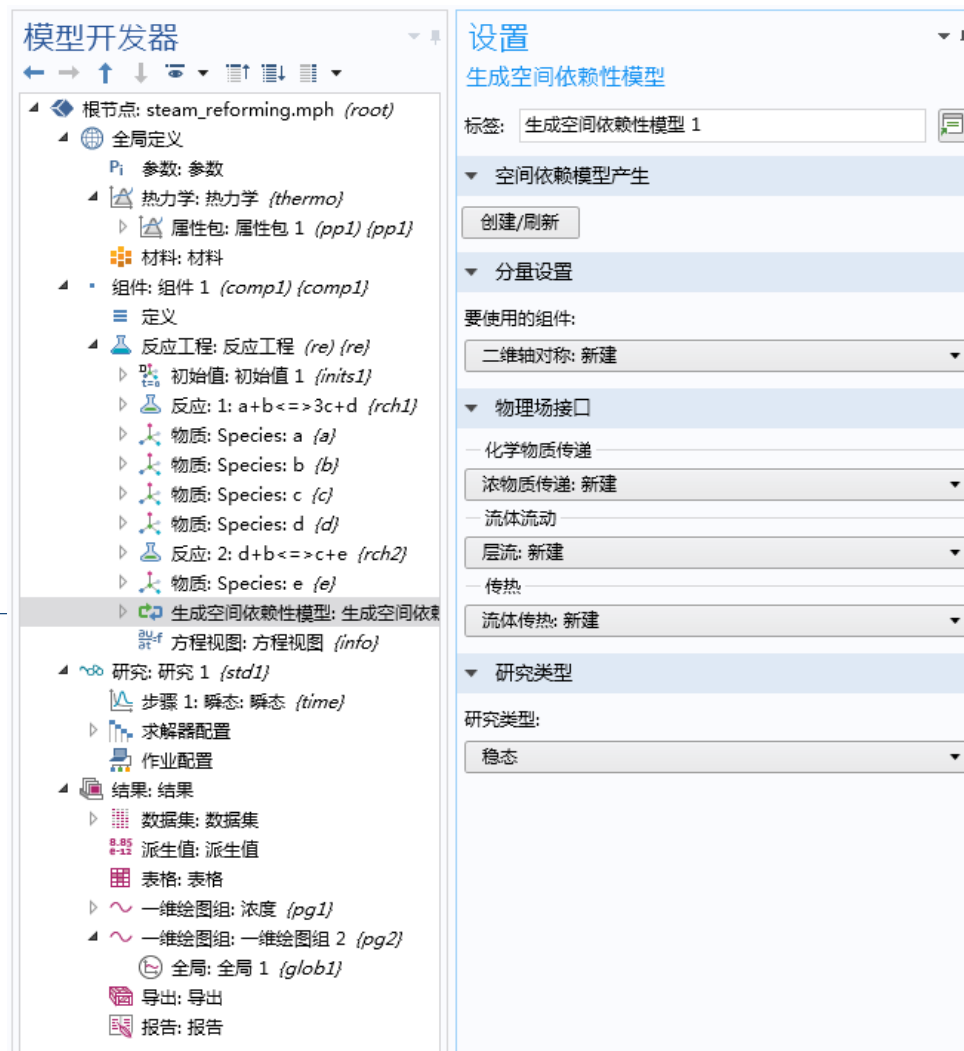 模型开发器
根节点: steam_reforming.mph (root)
全局定义
Pi 参数: 参数
热力学: 热力学 {thermo}
属性包: 属性包 1 (pp1) {pp1}
材料: 材料
组件: 组件 1 (comp1) {comp1}
定义
反应工程: 反应工程 (re) {re}
初始值: 初始值 1 {inits1}
反应: 1: a+b<=>3c+d {rch1}
物质: Species: a {a}
物质: Species: b {b}
物质: Species: c {c}
物质: Species: d {d}
反应: 2: d+b<=>c+e {rch2}
物质: Species: e {e}
生成空间依赖性模型: 生成空间依
方程视图: 方程视图 {info}
研究: 研究 1 {std1}
步骤 1: 瞬态: 瞬态 {time}
求解器配置
作业配置
结果: 结果
数据集: 数据集
8.85
e-12 派生值: 派生值
表格: 表格
一维绘图组: 浓度 {pg1}
一维绘图组: 一维绘图组 2 {pg2}
全局: 全局 1 {glob1}
导出: 导出
报告: 报告
设置
生成空间依赖性模型
标签: 生成空间依赖性模型 1
空间依赖模型产生
创建/刷新
分量设置
要使用的组件:
二维轴对称: 新建
物理场接口
化学物质传递
浓物质传递: 新建
流体流动
层流: 新建
传热
流体传热: 新建
研究类型
研究类型:
稳态